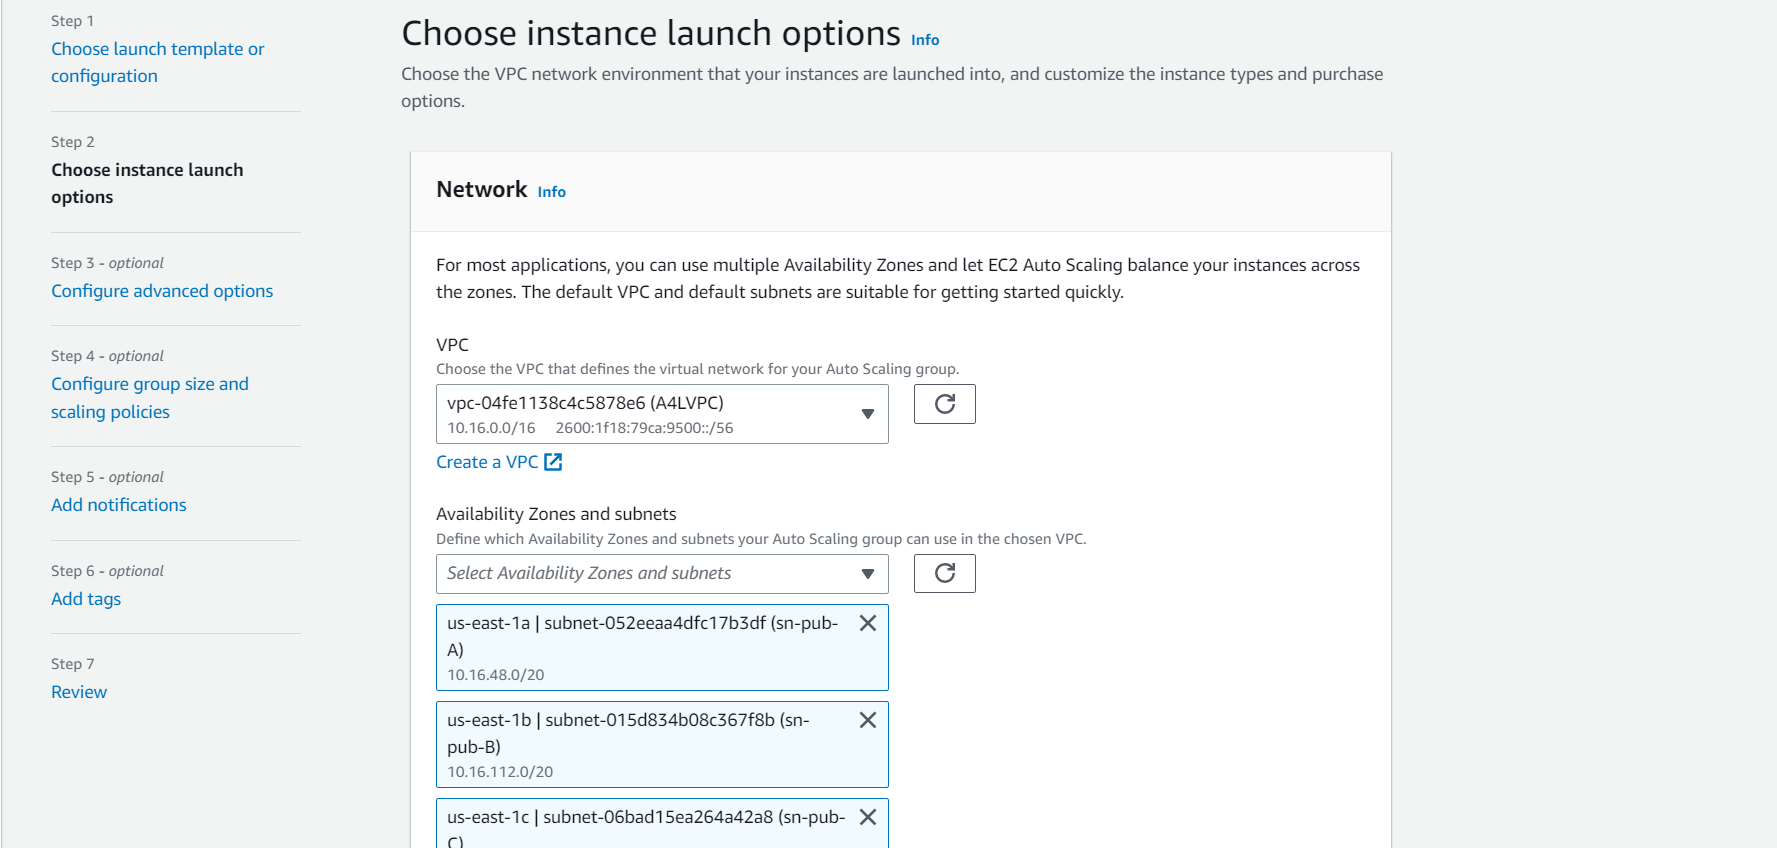 Step 1
Choose launch template or
configuration
Step 2
Choose instance launch
options
Step 3 - optional
Configure advanced options
Step 4 - optional
Configure group size and
scaling policies
Step 5 - optional
Add notifications
Step 6 - optional
Add tags
Step 7
Review
Choose instance launch options Info
Choose the VPC network environment that your instances are launched into, and customize the instance types and purchase
options.
Network Info
For most applications, you can use multiple Availability Zones and let EC2 Auto Scaling balance your instances across
the zones. The default VPC and default subnets are suitable for getting started quickly.
VPC
Choose the VPC that defines the virtual network for your Auto Scaling group.
vpc-04fe1138c4c5878e6 (A4LVPC)
10.16.0.0/16 2600:1f18:79ca:9500::/56
Create a VPC
Availability Zones and subnets
Define which Availability Zones and subnets your Auto Scaling group can use in the chosen VPC.
Select Availability Zones and subnets
us-east-1a | subnet-052eeaa4dfc17b3df (sn-pub-
A)
10.16.48.0/20
us-east-1b | subnet-015d834b08c367f8b (sn-
pub-B)
10.16.112.0/20
us-east-1c | subnet-06bad15ea264a42a8 (sn-pub-
C)